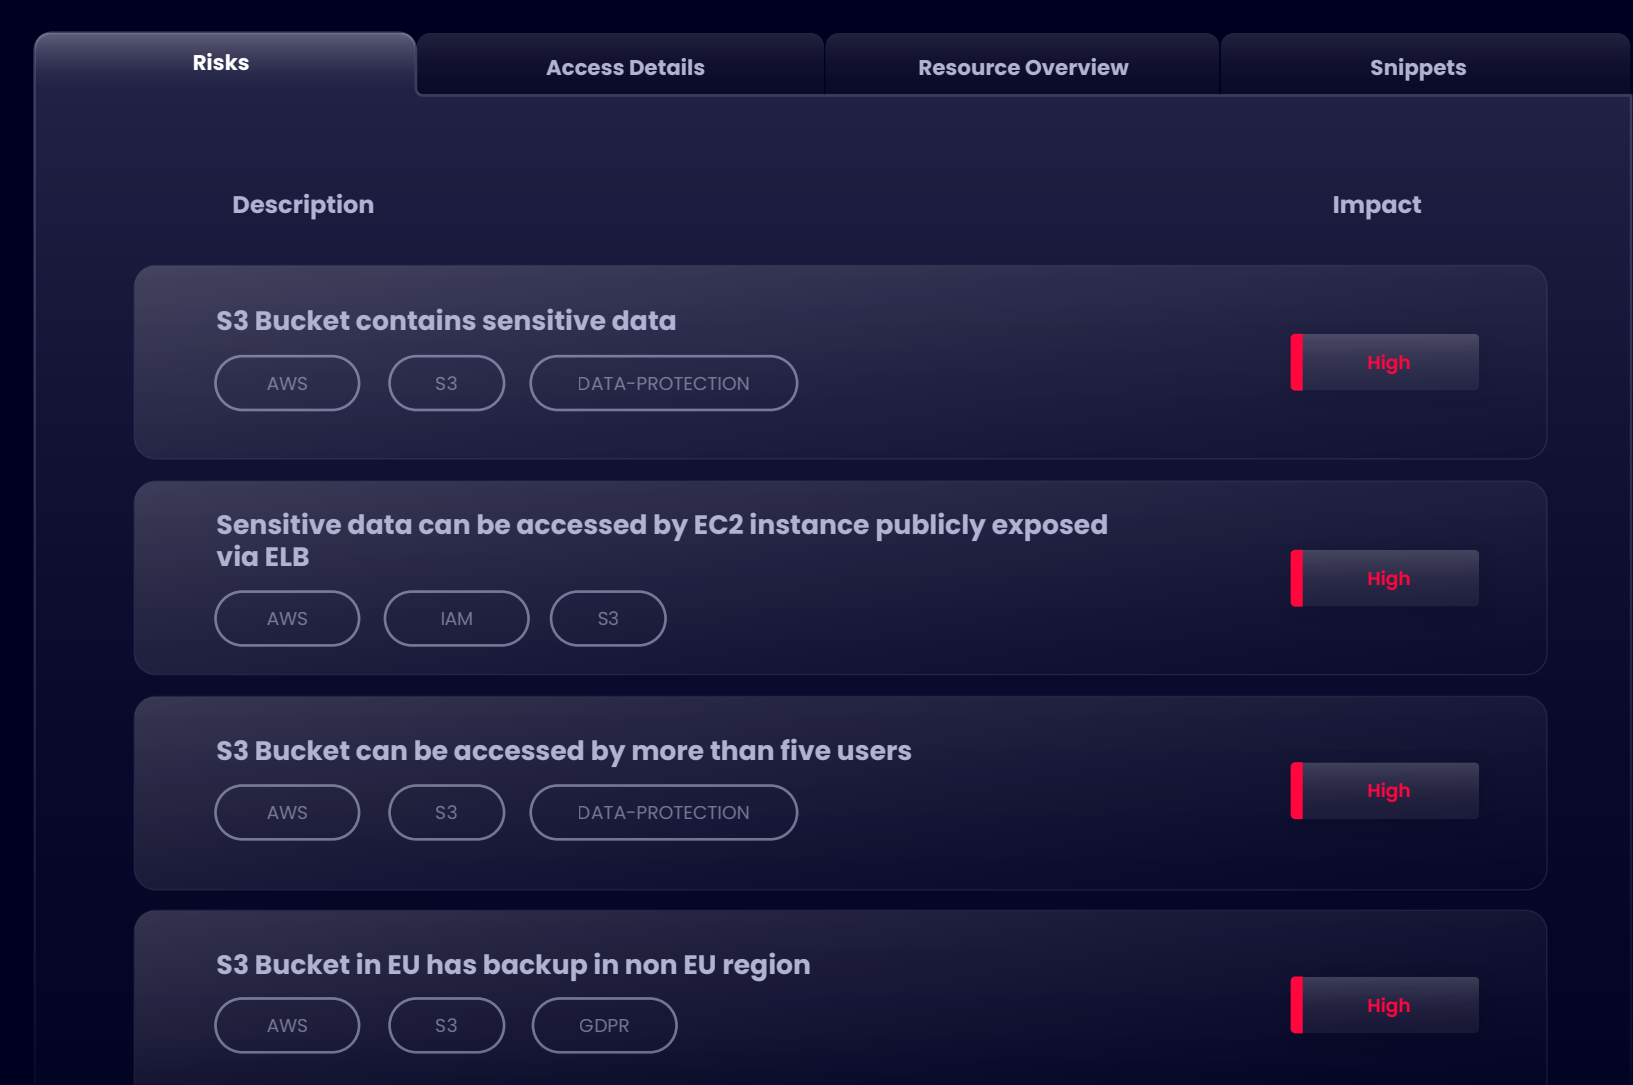 Risks
Access Details
Resource Overview
Snippets
Description
Impact
S3 Bucket contains sensitive data
AWS
S3
DATA-PROTECTION
High
Sensitive data can be accessed by EC2 instance publicly exposed
via ELB
AWS
IAM
S3
High
S3 Bucket can be accessed by more than five users
AWS
S3
DATA-PROTECTION
High
S3 Bucket in EU has backup in non EU region
AWS
S3
GDPR
High